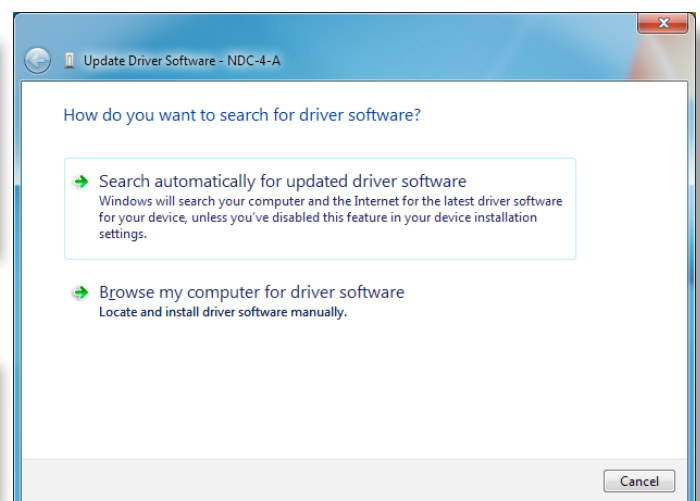 Update Driver Software - NDC-4-A
How do you want to search for driver software?
Search automatically for updated driver software
Windows will search your computer and the Internet for the latest driver software
for your device, unless you've disabled this feature in your device installation
settings.
Browse my computer for driver software
Locate and install driver software manually.
Cancel